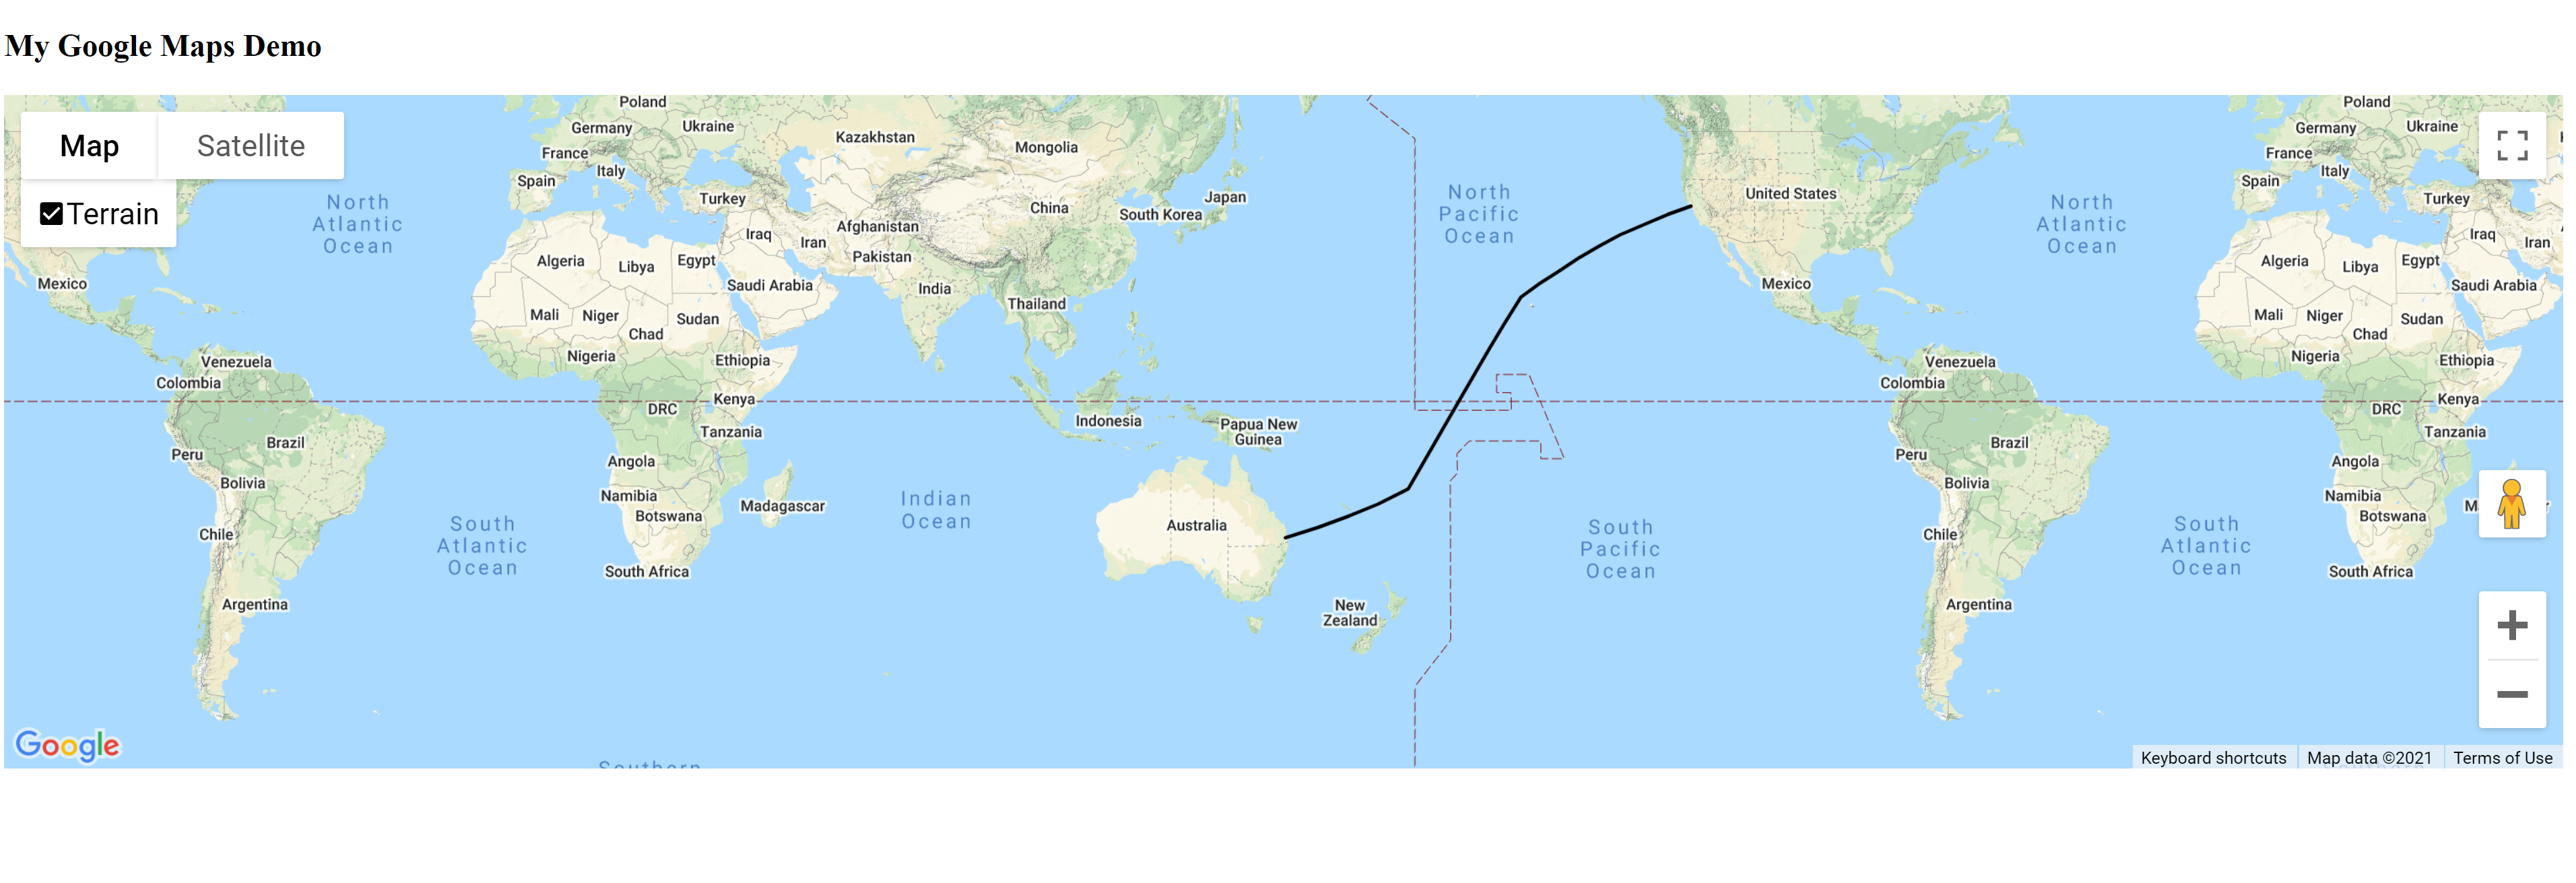 My Google Maps Demo
Map
Satellite
Terrain
Poland
Germany
Ukraine
France
Italy
Spain
Turkey
Kazakhstan
Mongolia
Japan
South Korea
China
Afghanistan
Iraq
Iran
Pakistan
North
Atlantic
Ocean
Mexico
Algeria
Libya
Egypt
Saudi Arabia
India
Thailand
Mali
Niger
Chad
Sudan
Nigeria
Ethiopia
Venezuela
Colombia
DRC
Kenya
Tanzania
Brazil
Peru
Bolivia
Angola
Namibia
Botswana
Madagascar
South Africa
Chile
Argentina
South
Atlantic
Ocean
Indian
Ocean
Indonesia
Papua New
Guinea
Australia
New
Zealand
North
Pacific
Ocean
South
Pacific
Ocean
United States
Mexico
North
Atlantic
Ocean
Venezuela
Colombia
Brazil
Peru
Bolivia
Chile
Argentina
South
Atlantic
Ocean
Poland
Germany
Ukraine
France
Italy
Spain
Turkey
Iraq
Iran
Algeria
Libya
Egypt
Saudi Arabia
Mali
Niger
Chad
Sudan
Nigeria
Ethiopia
DRC
Kenya
Tanzania
Angola
Namibia
Botswana
South Africa
Southern
Google
Keyboard shortcuts
Map data ©2021
Terms of Use